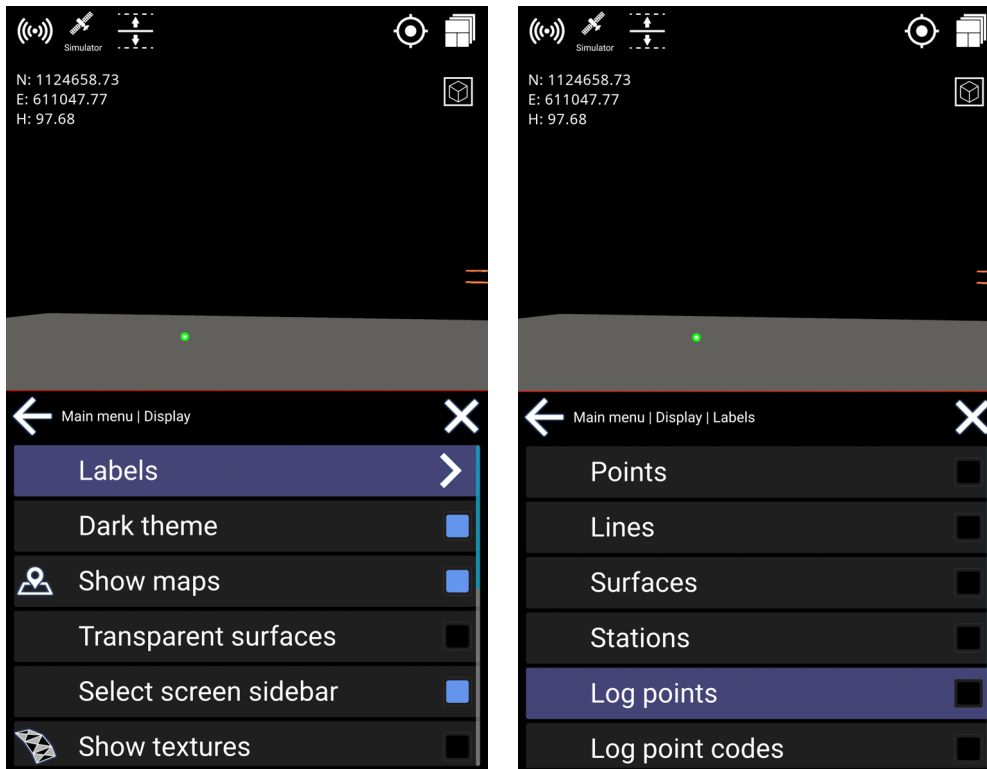 Simulator
N: 1124658.73
E: 611047.77
H: 97.68
Main menu | Display
Labels
Dark theme
Show maps
Transparent surfaces
Select screen sidebar
Show textures
Simulator
N: 1124658.73
E: 611047.77
H: 97.68
Main menu | Display | Labels
Points
Lines
Surfaces
Stations
Log points
Log point codes